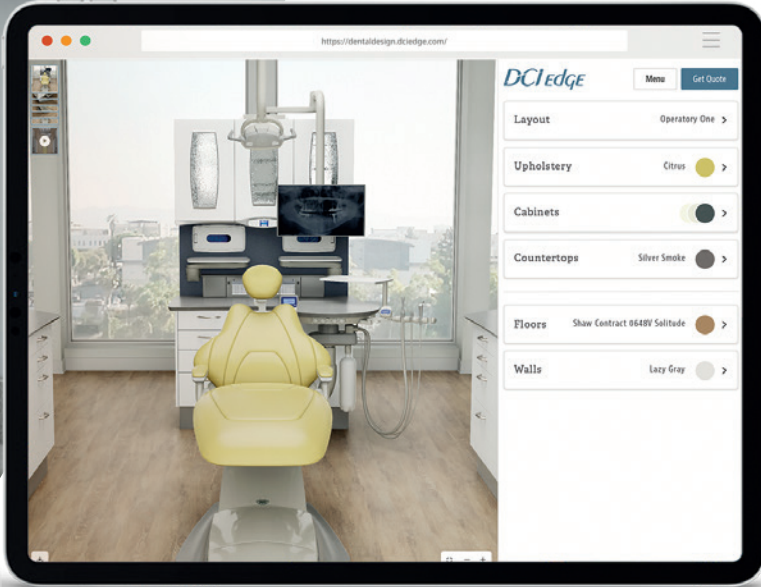 https://dentaldesign.dciedge.com/
DCI EDGE
Menu
Get Quote
Layout
Operatory One
Upholstery
Citrus
Cabinets
Countertops
Silver Smoke
Floors
Shaw Contract 0648V Solitude
Walls
Lazy Gray